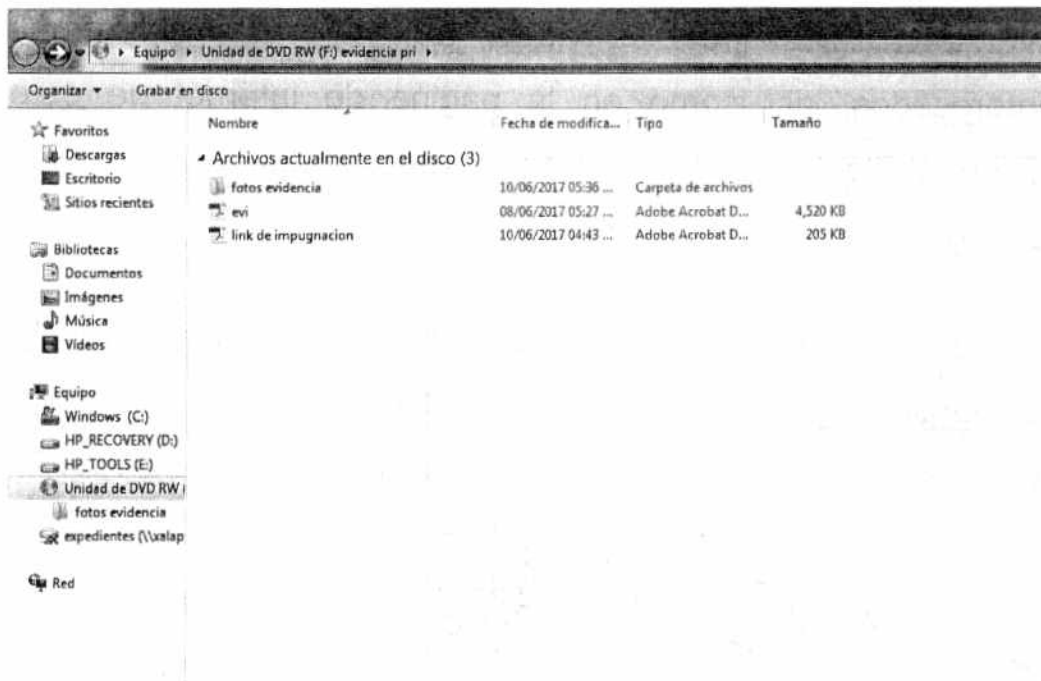 Equipo ▸ Unidad de DVD RW (F:) evidencia pri ▸
Organizar Grabar en disco
Nombre Fecha de modifica... Tipo Tamaño
Archivos actualmente en el disco (3)
fotos evidencia 10/06/2017 05:36 ... Carpeta de archivos
evi 08/06/2017 05:27 ... Adobe Acrobat D... 4,520 KB
link de impugnacion 10/06/2017 04:43 ... Adobe Acrobat D... 205 KB
Favoritos
Descargas
Escritorio
Sitios recientes
Bibliotecas
Documentos
Imágenes
Música
Vídeos
Equipo
Windows (C:)
HP_RECOVERY (D:)
HP_TOOLS (E:)
Unidad de DVD RW (
fotos evidencia
expedientes (\\xalap
Red